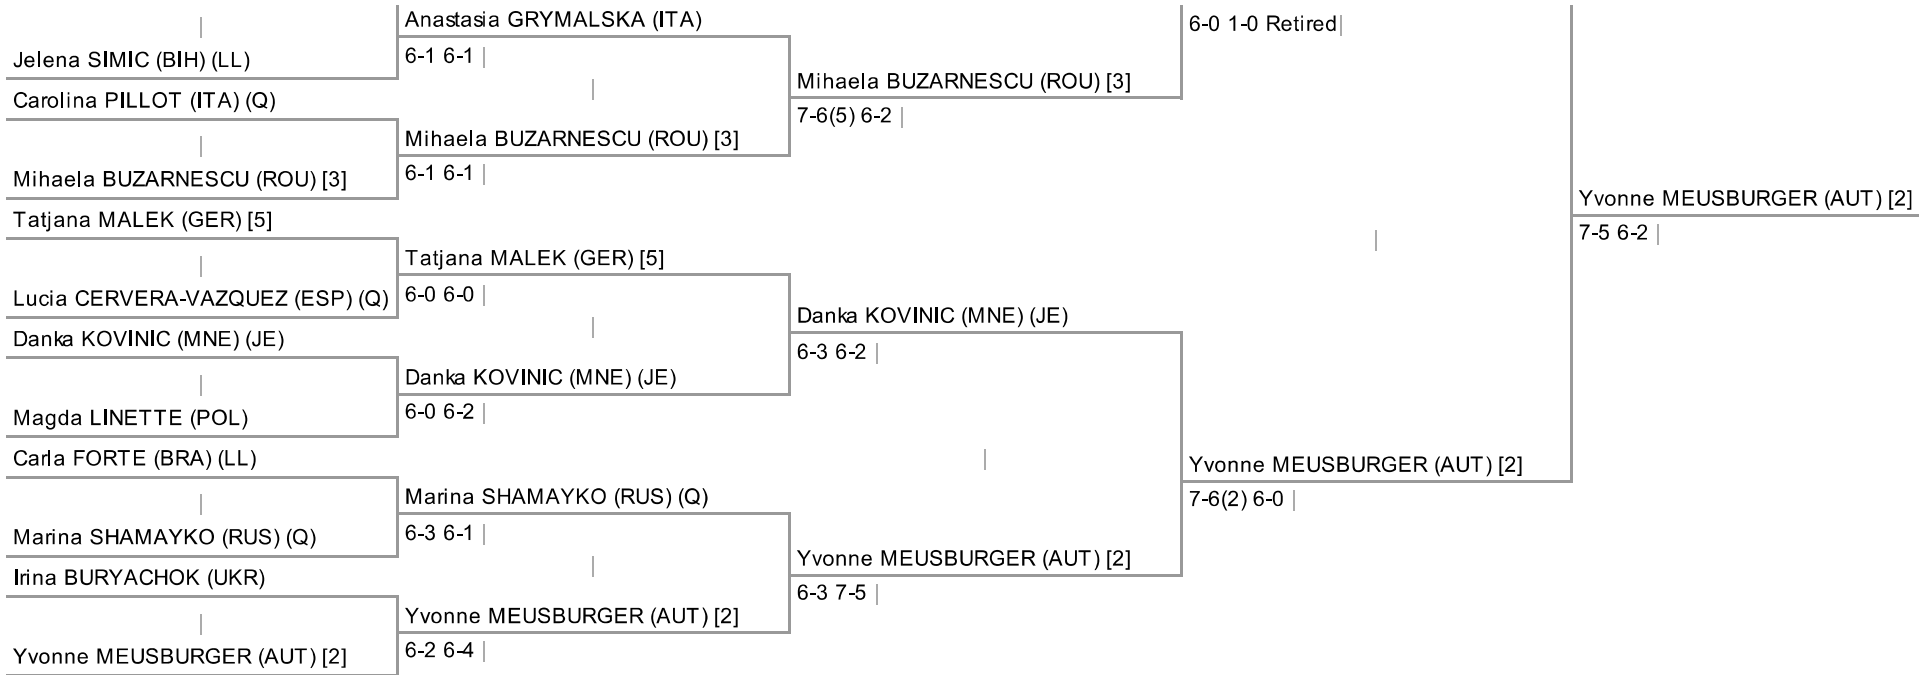 Anastasia GRYMALSKA (ITA)
6-1 6-1
6-0 1-0 Retired
Jelena SIMIC (BIH) (LL)
Mihaela BUZARNESCU (ROU) [3]
7-6(5) 6-2
Carolina PILLOT (ITA) (Q)
Mihaela BUZARNESCU (ROU) [3]
6-1 6-1
Mihaela BUZARNESCU (ROU) [3]
Yvonne MEUSBURGER (AUT) [2]
7-5 6-2
Tatjana MALEK (GER) [5]
Tatjana MALEK (GER) [5]
6-0 6-0
Lucia CERVERA-VAZQUEZ (ESP) (Q)
Danka KOVINIC (MNE) (JE)
6-3 6-2
Danka KOVINIC (MNE) (JE)
Danka KOVINIC (MNE) (JE)
6-0 6-2
Magda LINETTE (POL)
Carla FORTE (BRA) (LL)
Yvonne MEUSBURGER (AUT) [2]
7-6(2) 6-0
Marina SHAMAYKO (RUS) (Q)
6-3 6-1
Marina SHAMAYKO (RUS) (Q)
Yvonne MEUSBURGER (AUT) [2]
6-3 7-5
Irina BURYACHOK (UKR)
Yvonne MEUSBURGER (AUT) [2]
6-2 6-4
Yvonne MEUSBURGER (AUT) [2]